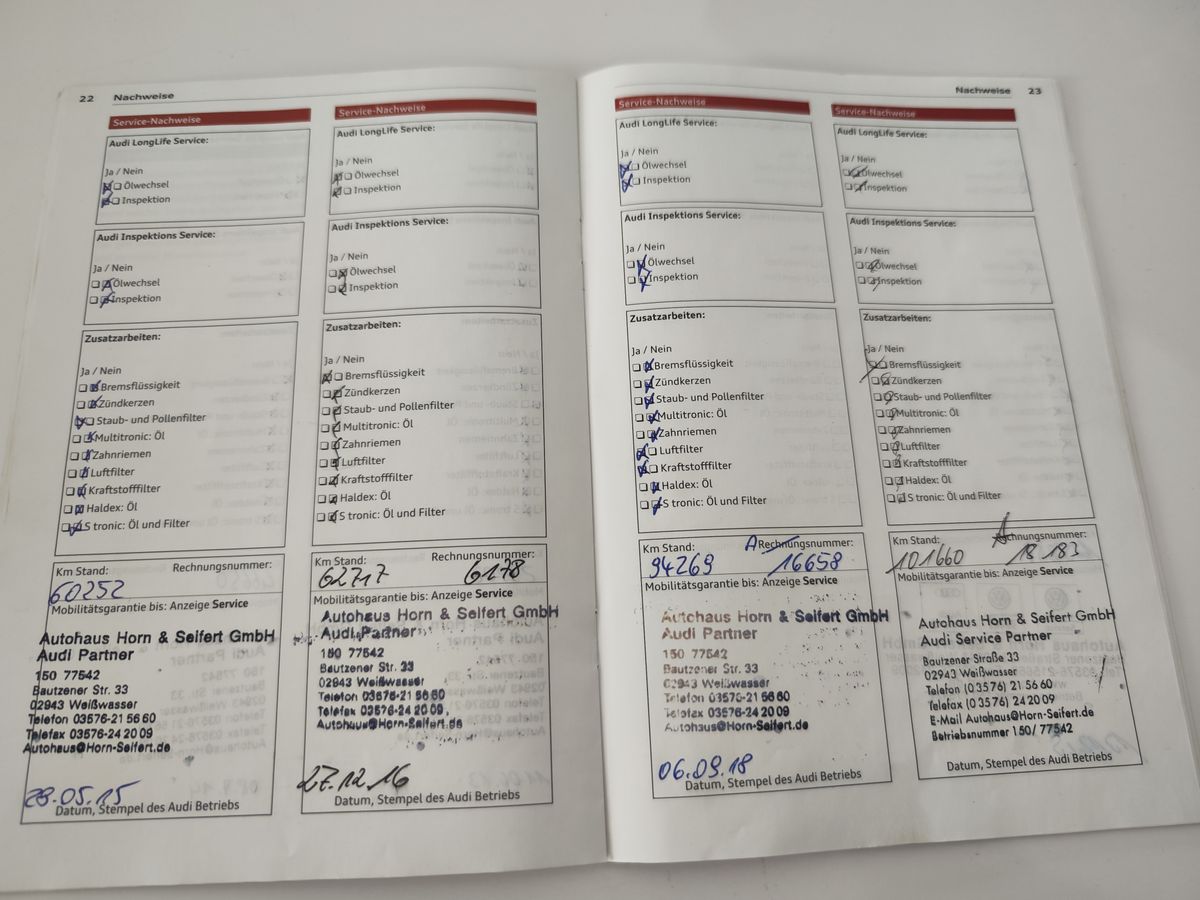 22 Nachweise
Service-Nachweise
Audi LongLife Service:
Ja / Nein
Ölwechsel
Inspektion
Audi Inspektions Service:
Ja / Nein
Ölwechsel
Inspektion
Zusatzarbeiten:
Ja / Nein
Bremsflüssigkeit
Zündkerzen
Staub- und Pollenfilter
Multitronic: Öl
Zahnriemen
Luftfilter
Kraftstofffilter
Haldex: Öl
S tronic: Öl und Filter
Km Stand: Rechnungsnummer:
60252
Mobilitätsgarantie bis: Anzeige Service
Autohaus Horn & Seifert GmbH
Audi Partner
150 77542
Bautzener Str. 33
02943 Weißwasser
Telefon 03576-21 56 60
Telefax 03576-24 20 09
Autohaus@Horn-Seifert.de
28.05.15
Datum, Stempel des Audi Betriebs
Service-Nachweise
Audi LongLife Service:
Ja / Nein
Ölwechsel
Inspektion
Audi Inspektions Service:
Ja / Nein
Ölwechsel
Inspektion
Zusatzarbeiten:
Ja / Nein
Bremsflüssigkeit
Zündkerzen
Staub- und Pollenfilter
Multitronic: Öl
Zahnriemen
Luftfilter
Kraftstofffilter
Haldex: Öl
S tronic: Öl und Filter
Km Stand: Rechnungsnummer:
62717 6178
Mobilitätsgarantie bis: Anzeige Service
Autohaus Horn & Seifert GmbH
Audi Partner
150 77542
Bautzener Str. 33
02943 Weißwasser
Telefon 03576-21 56 60
Telefax 03576-24 20 09
Autohaus@Horn-Seifert.de
27.12.16
Datum, Stempel des Audi Betriebs
Nachweise 23
Service-Nachweise
Audi LongLife Service:
Ja / Nein
Ölwechsel
Inspektion
Audi Inspektions Service:
Ja / Nein
Ölwechsel
Inspektion
Zusatzarbeiten:
Ja / Nein
Bremsflüssigkeit
Zündkerzen
Staub- und Pollenfilter
Multitronic: Öl
Zahnriemen
Luftfilter
Kraftstofffilter
Haldex: Öl
S tronic: Öl und Filter
Km Stand: A Rechnungsnummer:
94269 16658
Mobilitätsgarantie bis: Anzeige Service
Autohaus Horn & Seifert GmbH
Audi Partner
150 77542
Bautzener Str. 33
02943 Weißwasser
Telefon 03576-21 56 60
Telefax 03576-24 20 09
Autohaus@Horn-Seifert.de
06.09.18
Datum, Stempel des Audi Betriebs
Service-Nachweise
Audi LongLife Service:
Ja / Nein
Ölwechsel
Inspektion
Audi Inspektions Service:
Ja / Nein
Ölwechsel
Inspektion
Zusatzarbeiten:
Ja / Nein
Bremsflüssigkeit
Zündkerzen
Staub- und Pollenfilter
Multitronic: Öl
Zahnriemen
Luftfilter
Kraftstofffilter
Haldex: Öl
S tronic: Öl und Filter
Km Stand: Rechnungsnummer:
101660 18 183
Mobilitätsgarantie bis: Anzeige Service
Autohaus Horn & Seifert GmbH
Audi Service Partner
Bautzener Straße 33
02943 Weißwasser
Telefon (0 35 76) 21 56 60
Telefax (0 35 76) 24 20 09
E-Mail Autohaus@Horn-Seifert.de
Betriebsnummer 150/ 77542
Datum, Stempel des Audi Betriebs